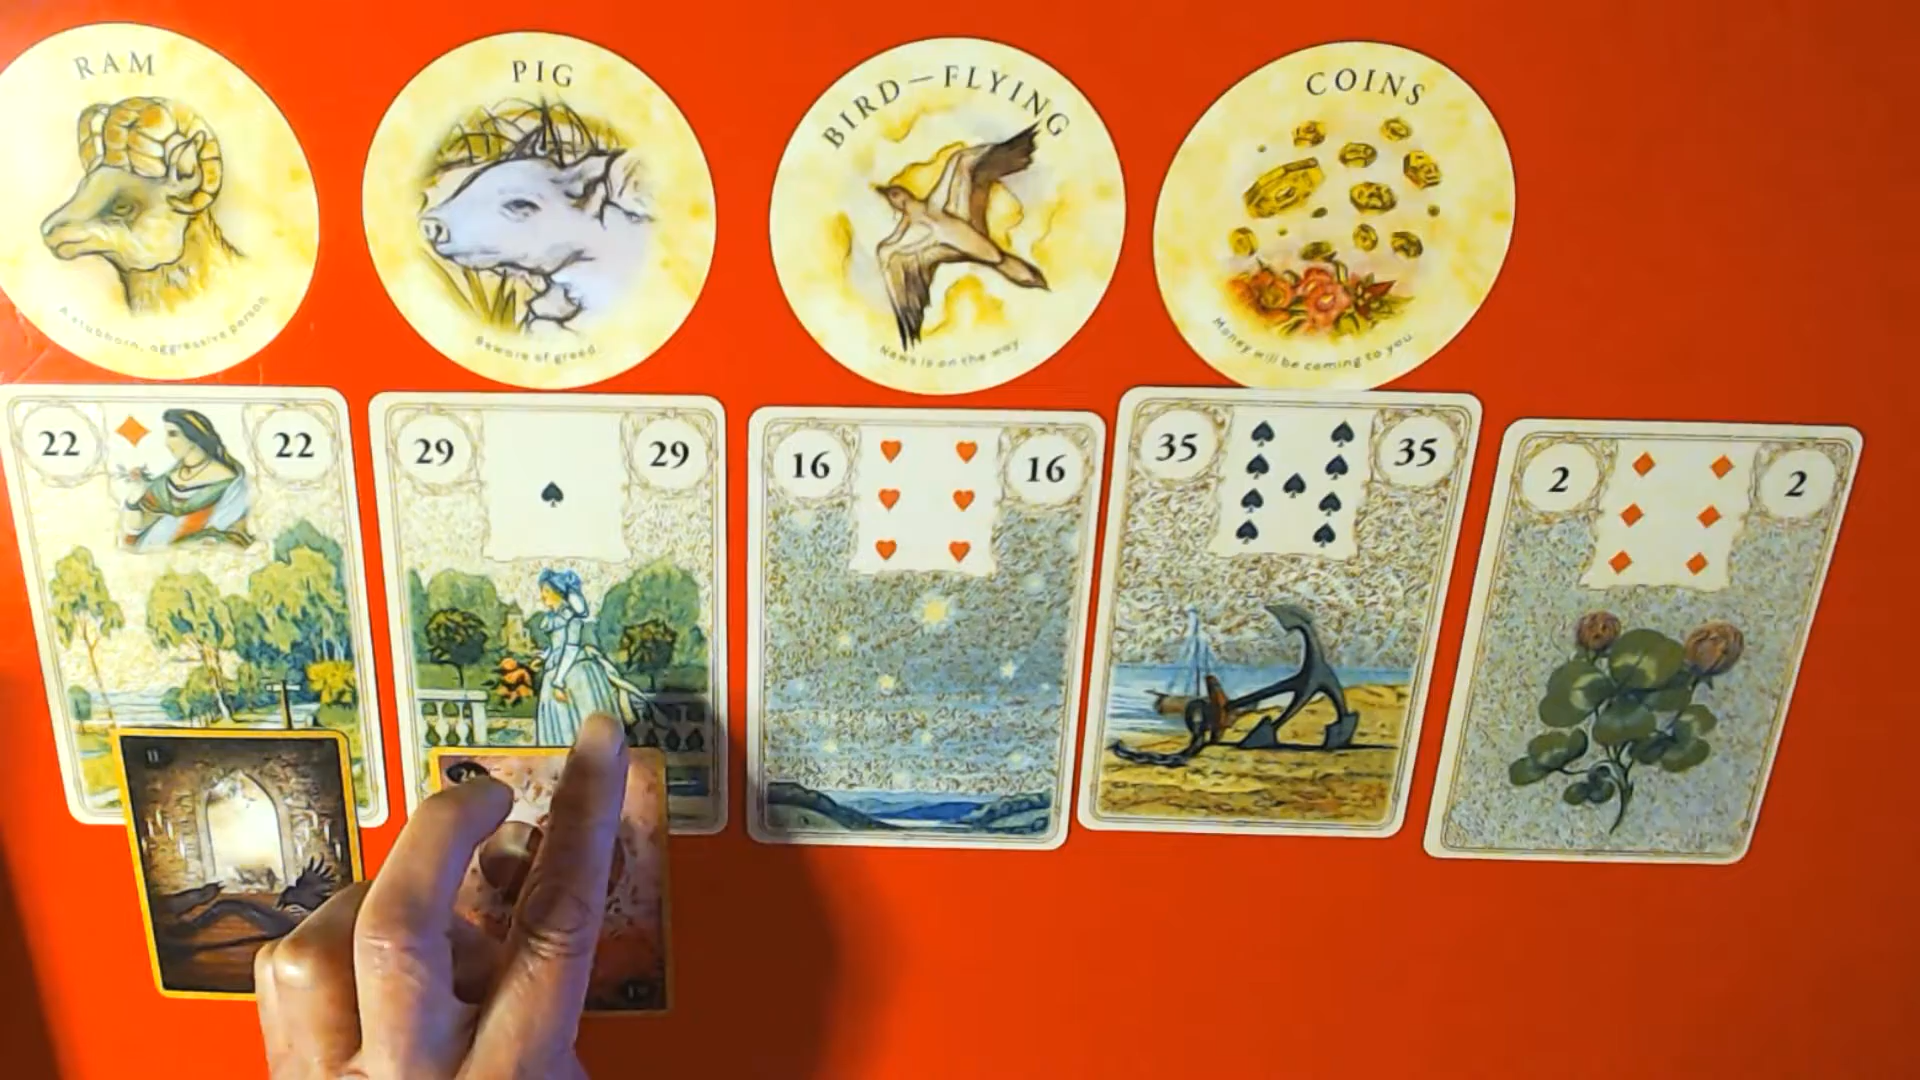 RAM
A stubborn, aggressive person
PIG
Beware of greed.
BIRD—FLYING
News is on the way.
COINS
Money will be coming to you.
22 22
29 29
16 16
35 35
2 2
11